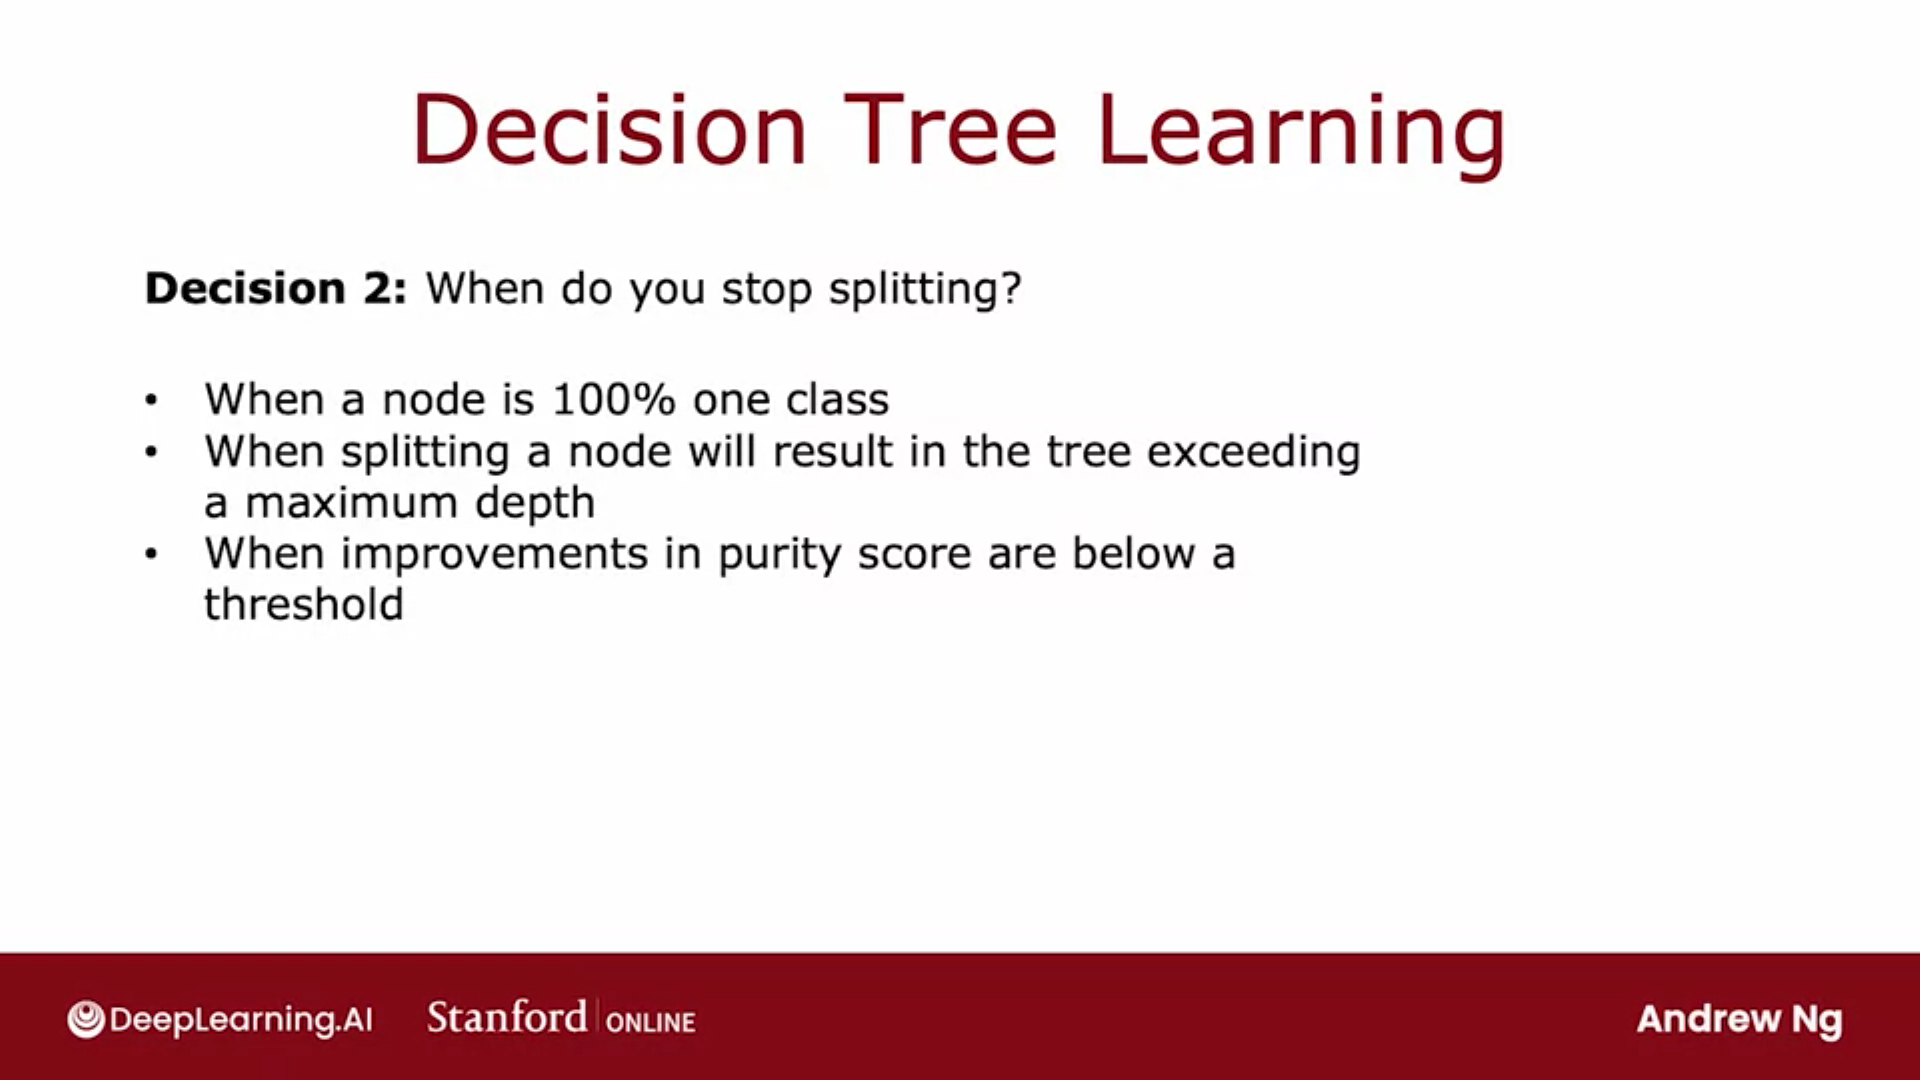 Decision Tree Learning
Decision 2: When do you stop splitting?
• When a node is 100% one class
• When splitting a node will result in the tree exceeding
a maximum depth
• When improvements in purity score are below a
threshold
DeepLearning.AI Stanford ONLINE Andrew Ng